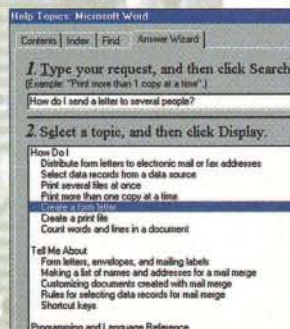 Help Topics: Microsoft Word
Contents Index Find Answer Wizard
1. Type your request, and then click Search
(Example: "Print more than 1 copy at a time".)
How do I send a letter to several people?
2. Select a topic, and then click Display.
How Do I
Distribute form letters to electronic mail or fax addresses
Select data records from a data source
Print several files at once
Print more than one copy at a time
Create a form letter
Create a print file
Count words and lines in a document
Tell Me About
Form letters, envelopes, and mailing labels
Making a list of names and addresses for a mail merge
Customizing documents created with mail merge
Rules for selecting data records for mail merge
Shortcut keys
Programming and Language Reference